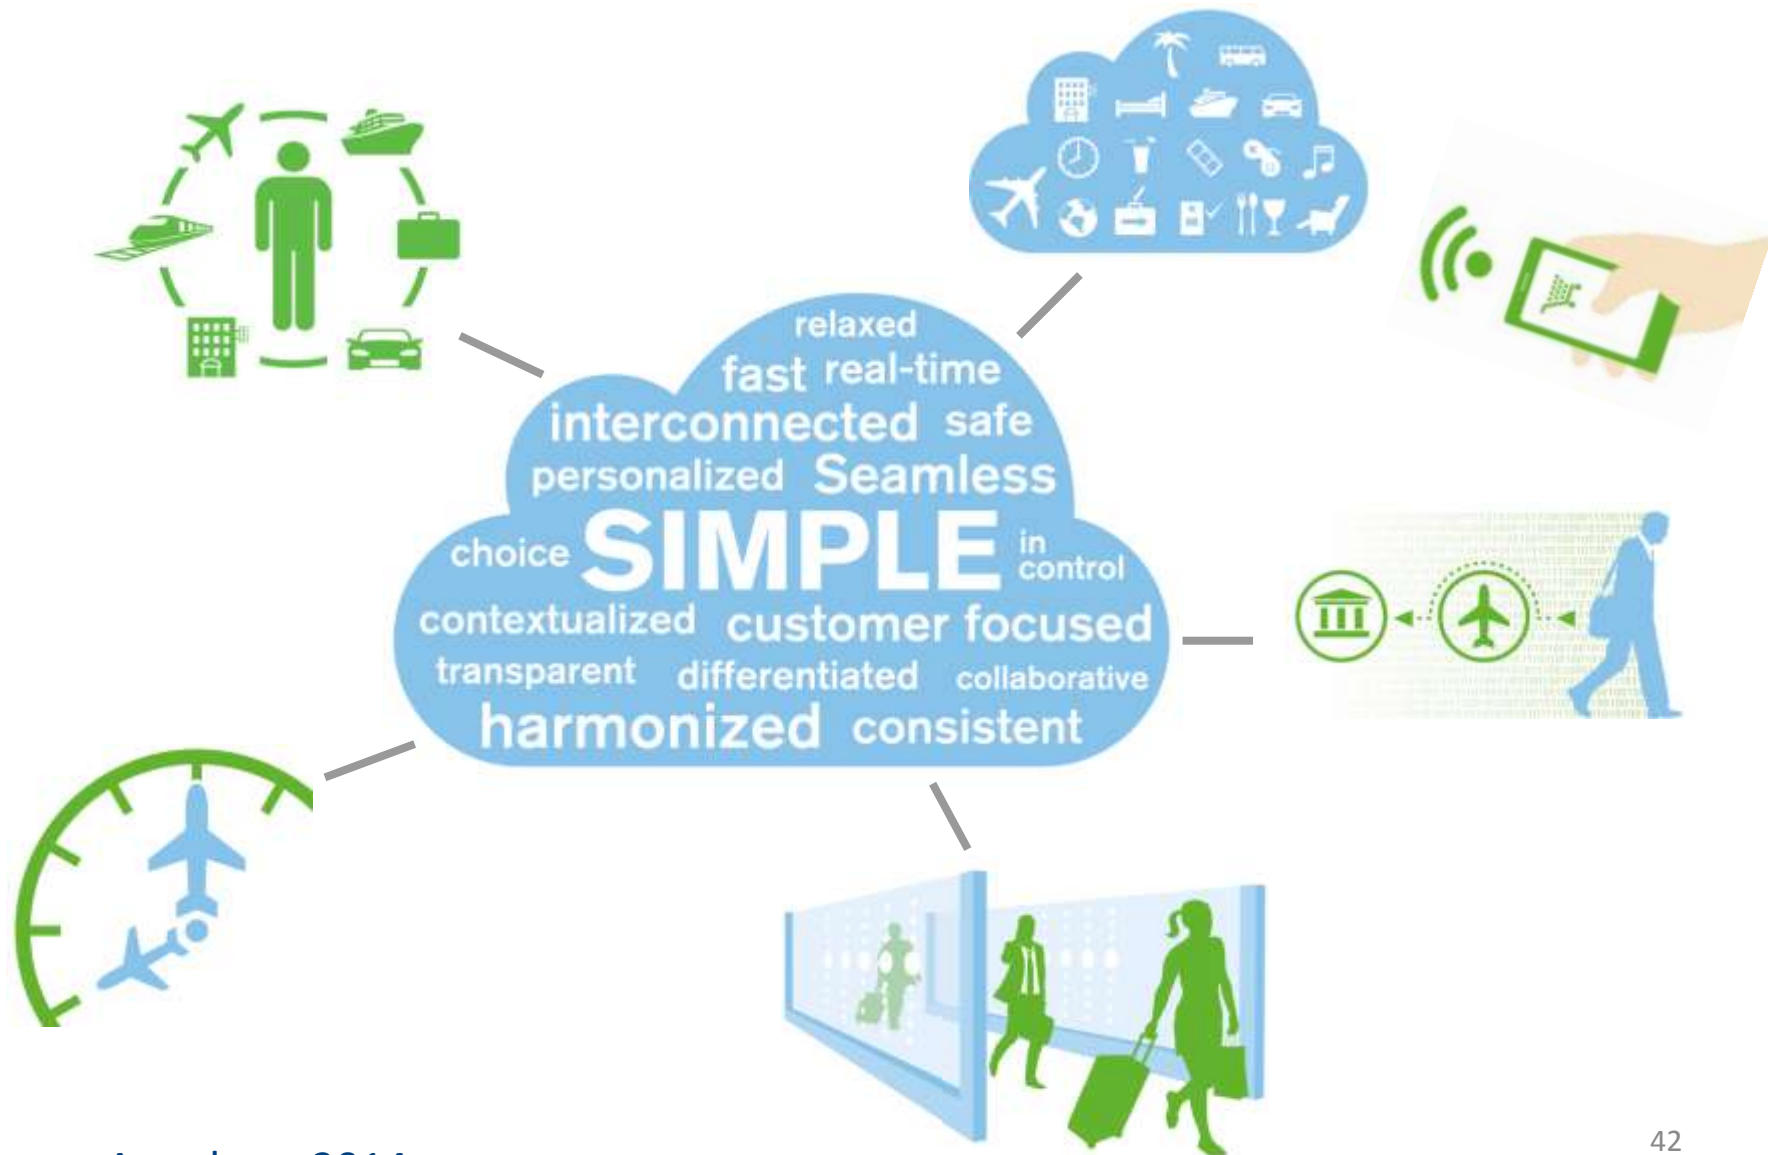 relaxed
fast real-time
interconnected safe
personalized Seamless
choice SIMPLE in control
contextualized customer focused
transparent differentiated collaborative
harmonized consistent
42